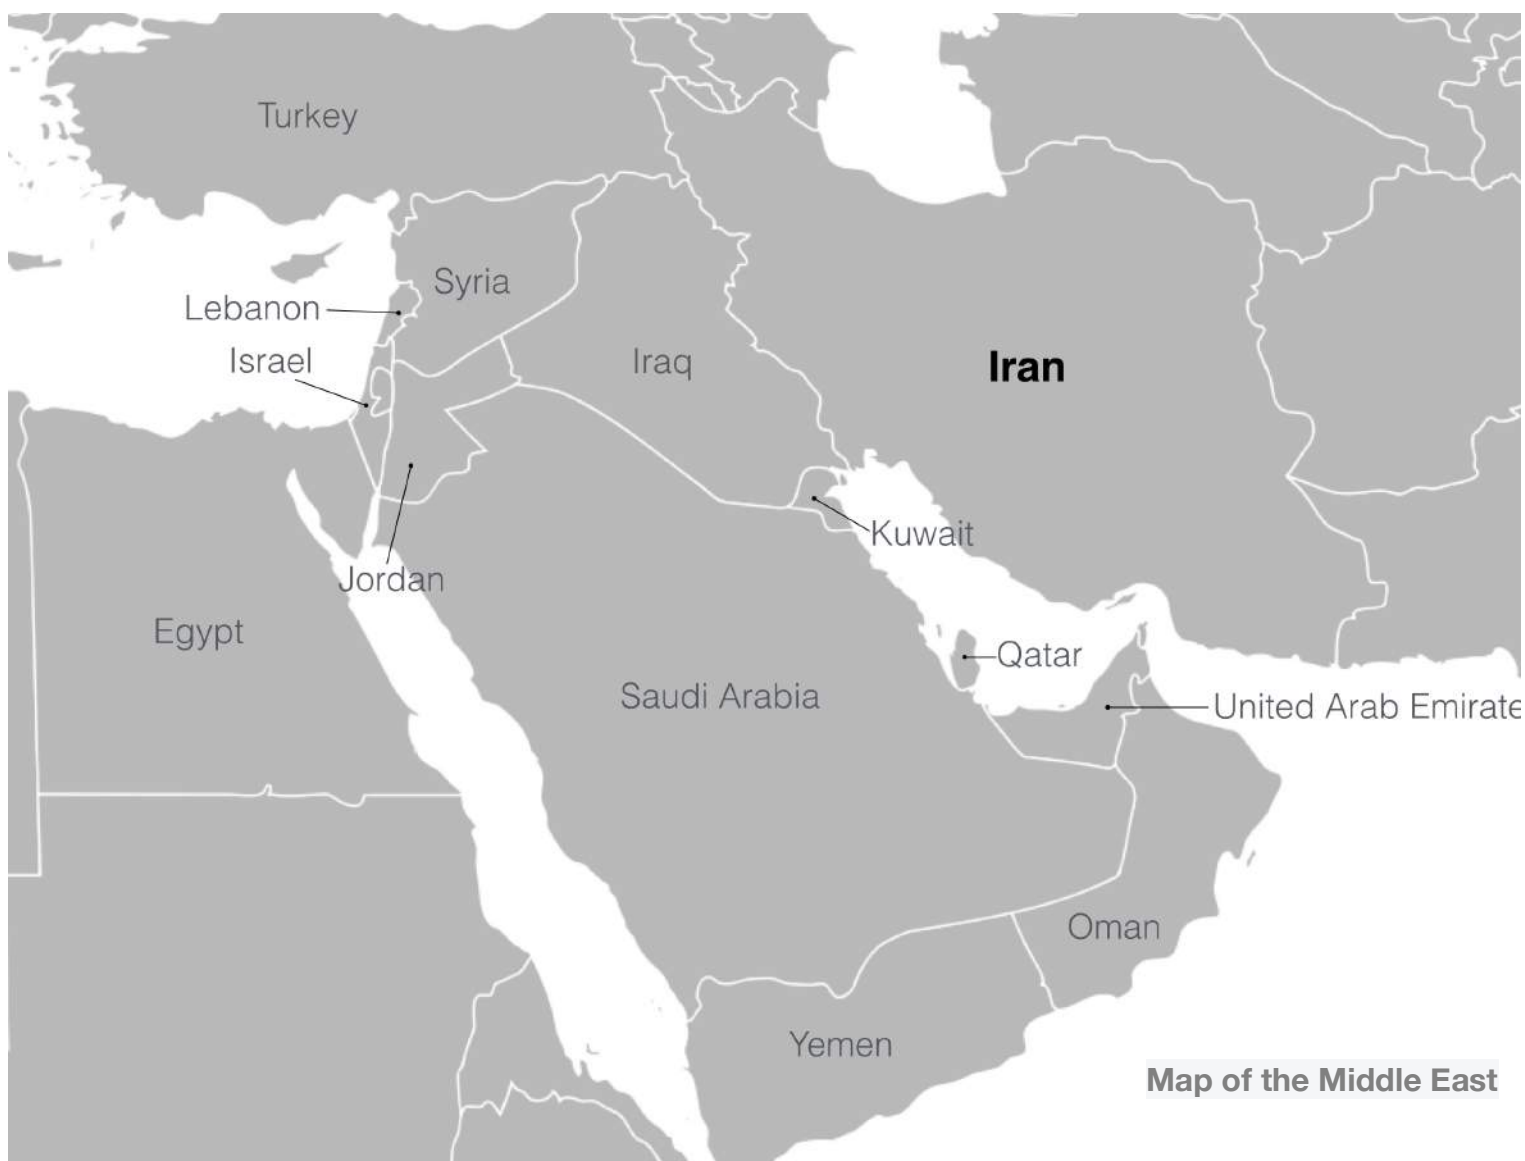 Turkey
Syria
Lebanon
Israel
Iraq
Iran
Kuwait
Jordan
Egypt
Qatar
Saudi Arabia
United Arab Emirate
Oman
Yemen
Map of the Middle East